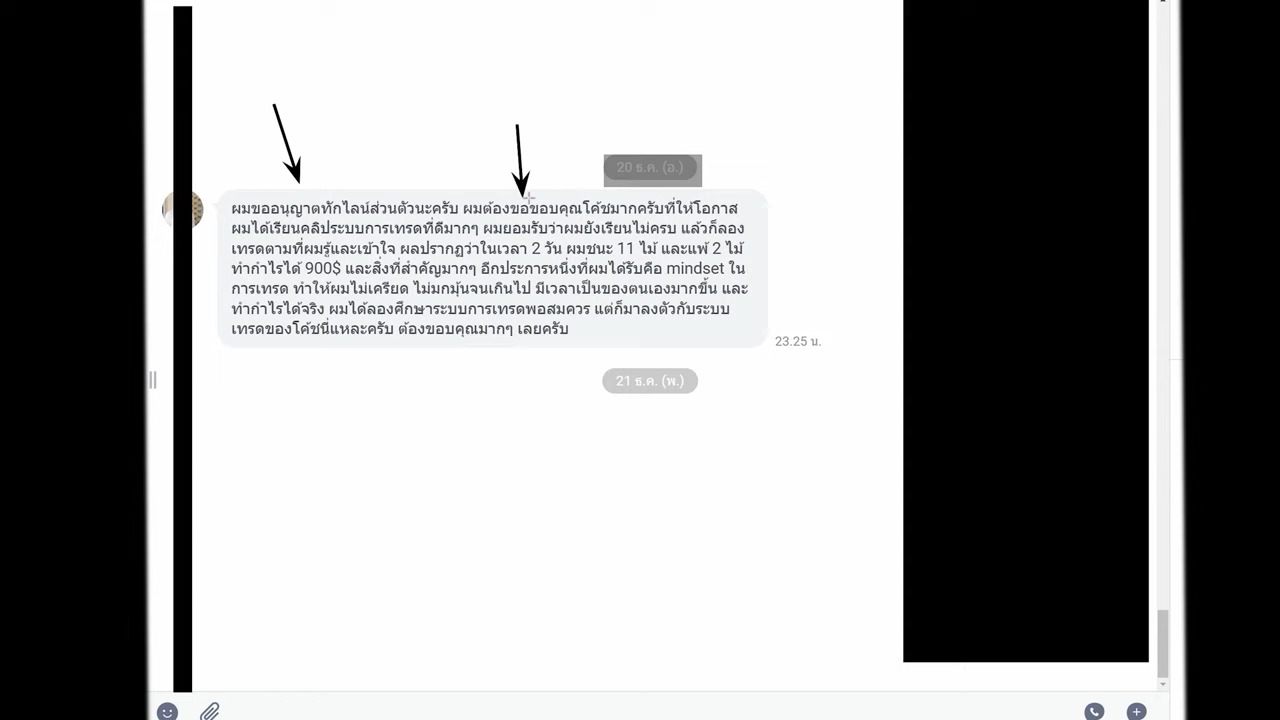 20 ธ.ค. (อ.)
ผมขออนุญาตทักไลน์ส่วนตัวนะครับ ผมต้องขอขอบคุณโค้ชมากครับที่ให้โอกาส
ผมได้เรียนคลิประบบการเทรดที่ดีมากๆ ผมยอมรับว่าผมยังเรียนไม่ครบ แล้วก็ลอง
เทรดตามที่ผมรู้และเข้าใจ ผลปรากฏว่าในเวลา 2 วัน ผมชนะ 11 ไม้ และแพ้ 2 ไม้
ทำกำไรได้ 900$ และสิ่งที่สำคัญมากๆ อีกประการหนึ่งที่ผมได้รับคือ mindset ใน
การเทรด ทำให้ผมไม่เครียด ไม่มกมุ้นจนเกินไป มีเวลาเป็นของตนเองมากขึ้น และ
ทำกำไรได้จริง ผมได้ลองศึกษาระบบการเทรดพอสมควร แต่ก็มาลงตัวกับระบบ
เทรดของโค้ชนี่แหละครับ ต้องขอบคุณมากๆ เลยครับ
23.25 น.
21 ธ.ค. (พ.)